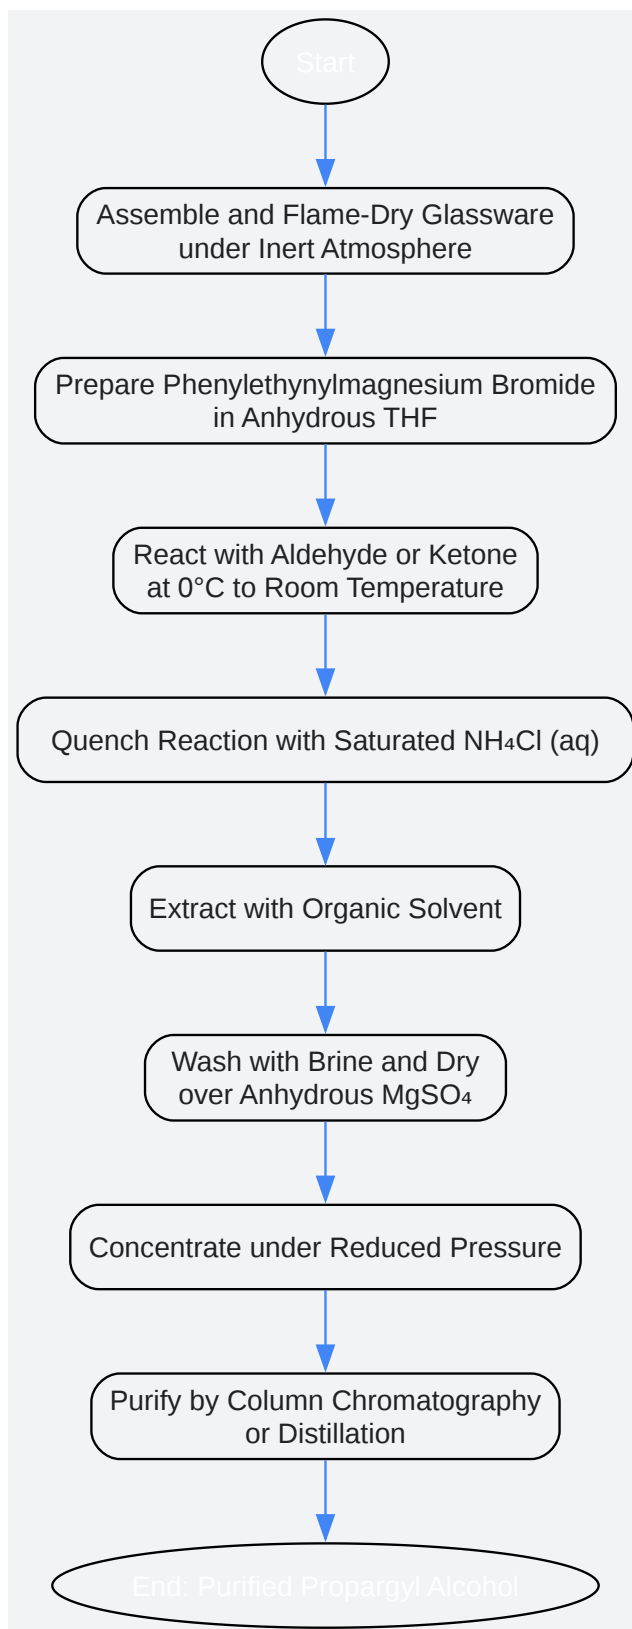 Start
Assemble and Flame-Dry Glassware
under Inert Atmosphere
Prepare Phenylethynylmagnesium Bromide
in Anhydrous THF
React with Aldehyde or Ketone
at 0°C to Room Temperature
Quench Reaction with Saturated NH₄Cl (aq)
Extract with Organic Solvent
Wash with Brine and Dry
over Anhydrous MgSO₄
Concentrate under Reduced Pressure
Purify by Column Chromatography
or Distillation
End: Purified Propargyl Alcohol